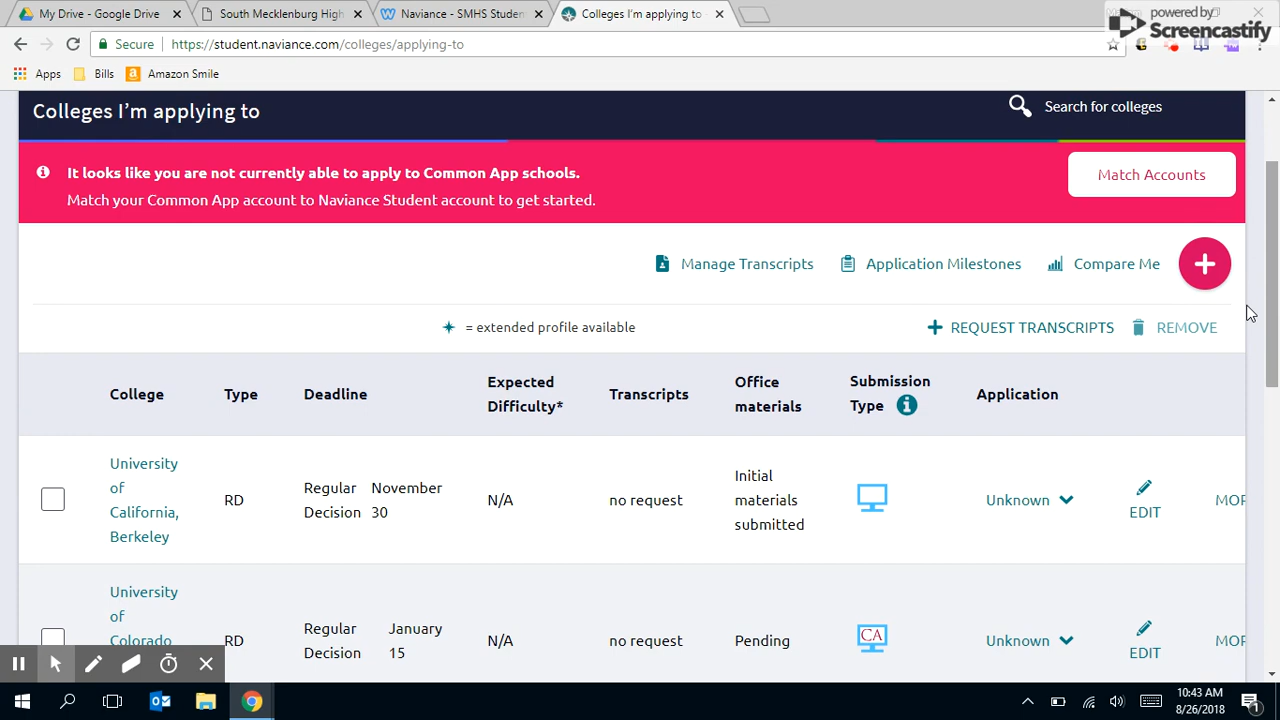 My Drive - Google Drive
South Mecklenburg High
Naviance - SMHS Studen
Colleges I'm applying to -
powered by
Screencastify
Secure
https://student.naviance.com/colleges/applying-to
Apps
Bills
Amazon Smile
Colleges I'm applying to
Search for colleges
It looks like you are not currently able to apply to Common App schools.
Match your Common App account to Naviance Student account to get started.
Match Accounts
Manage Transcripts
Application Milestones
Compare Me
+
= extended profile available
+ REQUEST TRANSCRIPTS
REMOVE
College
Type
Deadline
Expected
Difficulty*
Transcripts
Office
materials
Submission
Type
Application
University
of
California,
Berkeley
RD
Regular
Decision
November
30
N/A
no request
Initial
materials
submitted
Unknown
EDIT
MOR
University
of
Colorado
RD
Regular
Decision
January
15
N/A
no request
Pending
CA
Unknown
EDIT
MOR
10:43 AM
8/26/2018
1